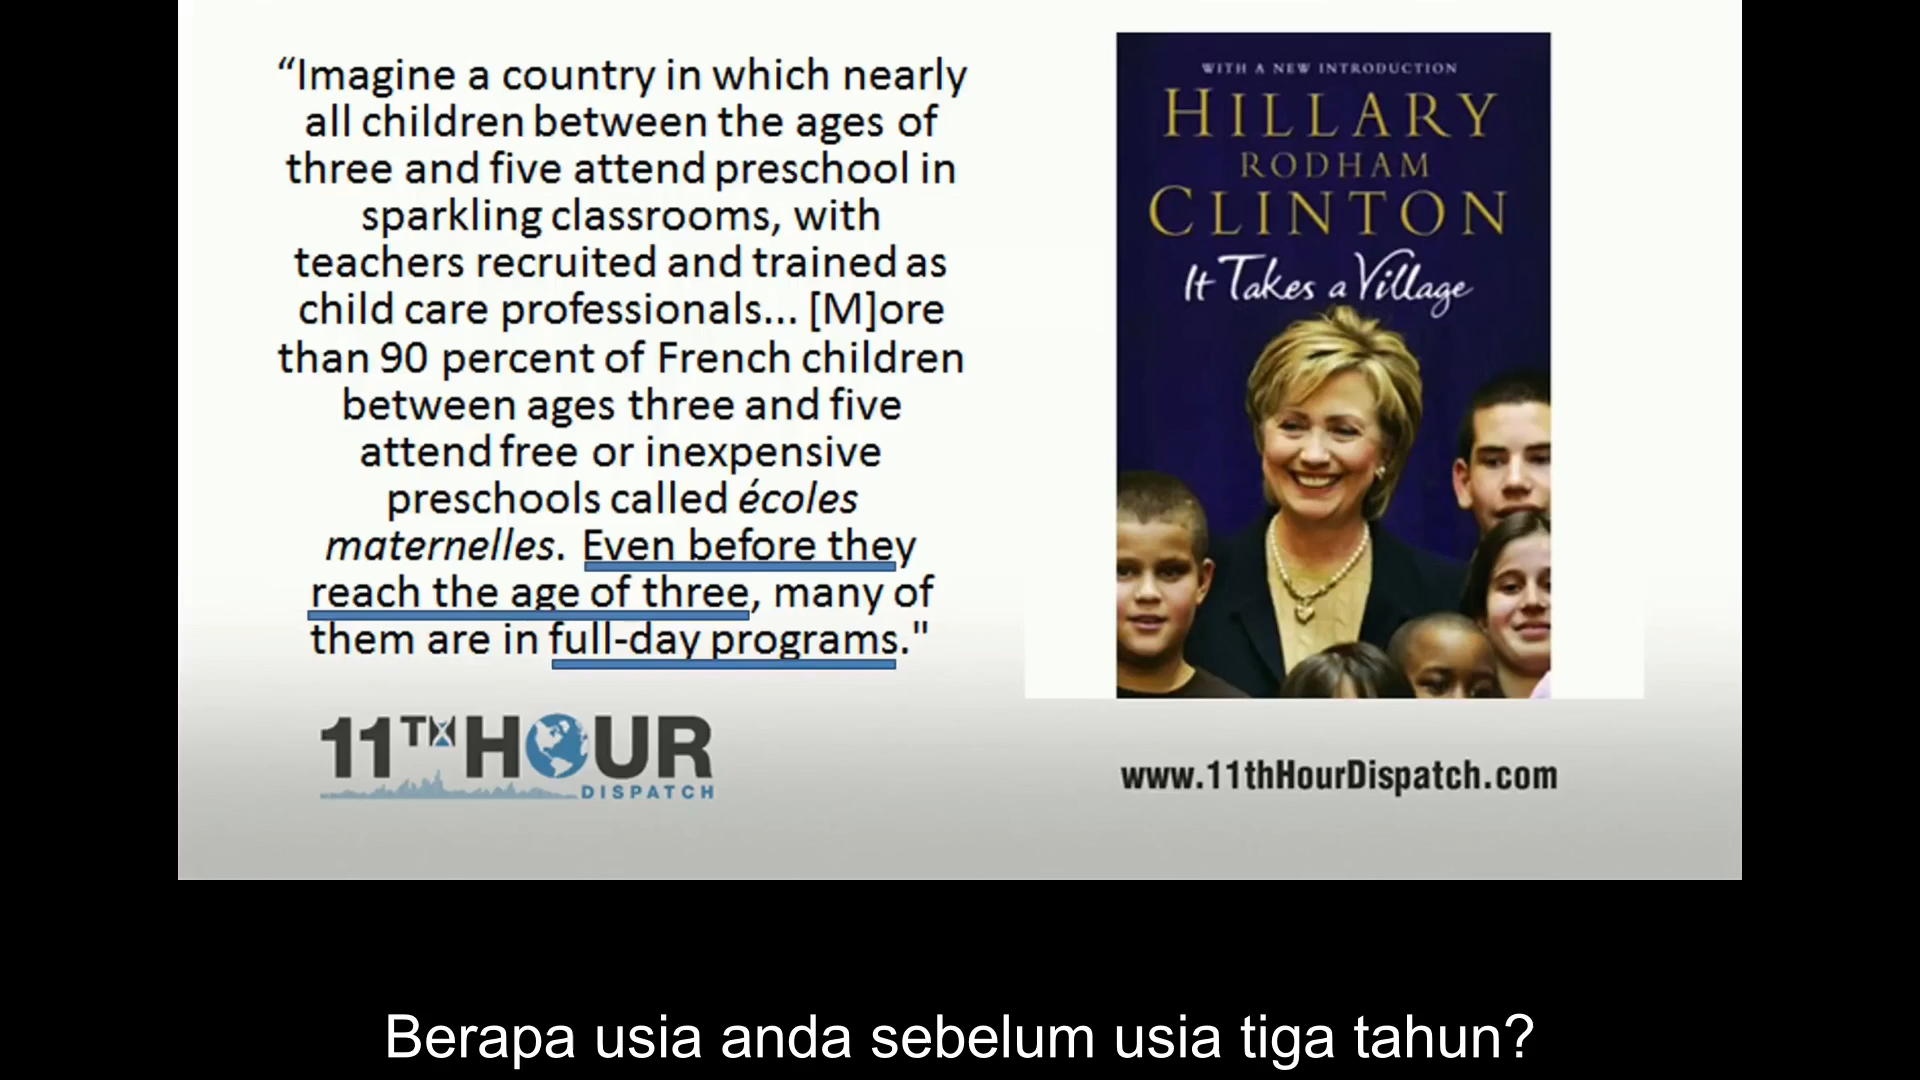 “Imagine a country in which nearly
all children between the ages of
three and five attend preschool in
sparkling classrooms, with
teachers recruited and trained as
child care professionals... [M]ore
than 90 percent of French children
between ages three and five
attend free or inexpensive
preschools called écoles
maternelles. Even before they
reach the age of three, many of
them are in full-day programs."
WITH A NEW INTRODUCTION
HILLARY
RODHAM
CLINTON
It Takes a Village
11TH HOUR
DISPATCH
www.11thHourDispatch.com
Berapa usia anda sebelum usia tiga tahun?